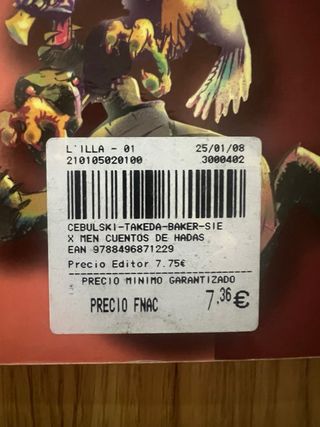 L'ILLA - 01 25/01/08
210105020100 3000402
CEBULSKI-TAKEDA-BAKER-SIE
X MEN CUENTOS DE HADAS
EAN 9788496871229
Precio Editor 7.75€
PRECIO MINIMO GARANTIZADO
PRECIO FNAC 7,36€